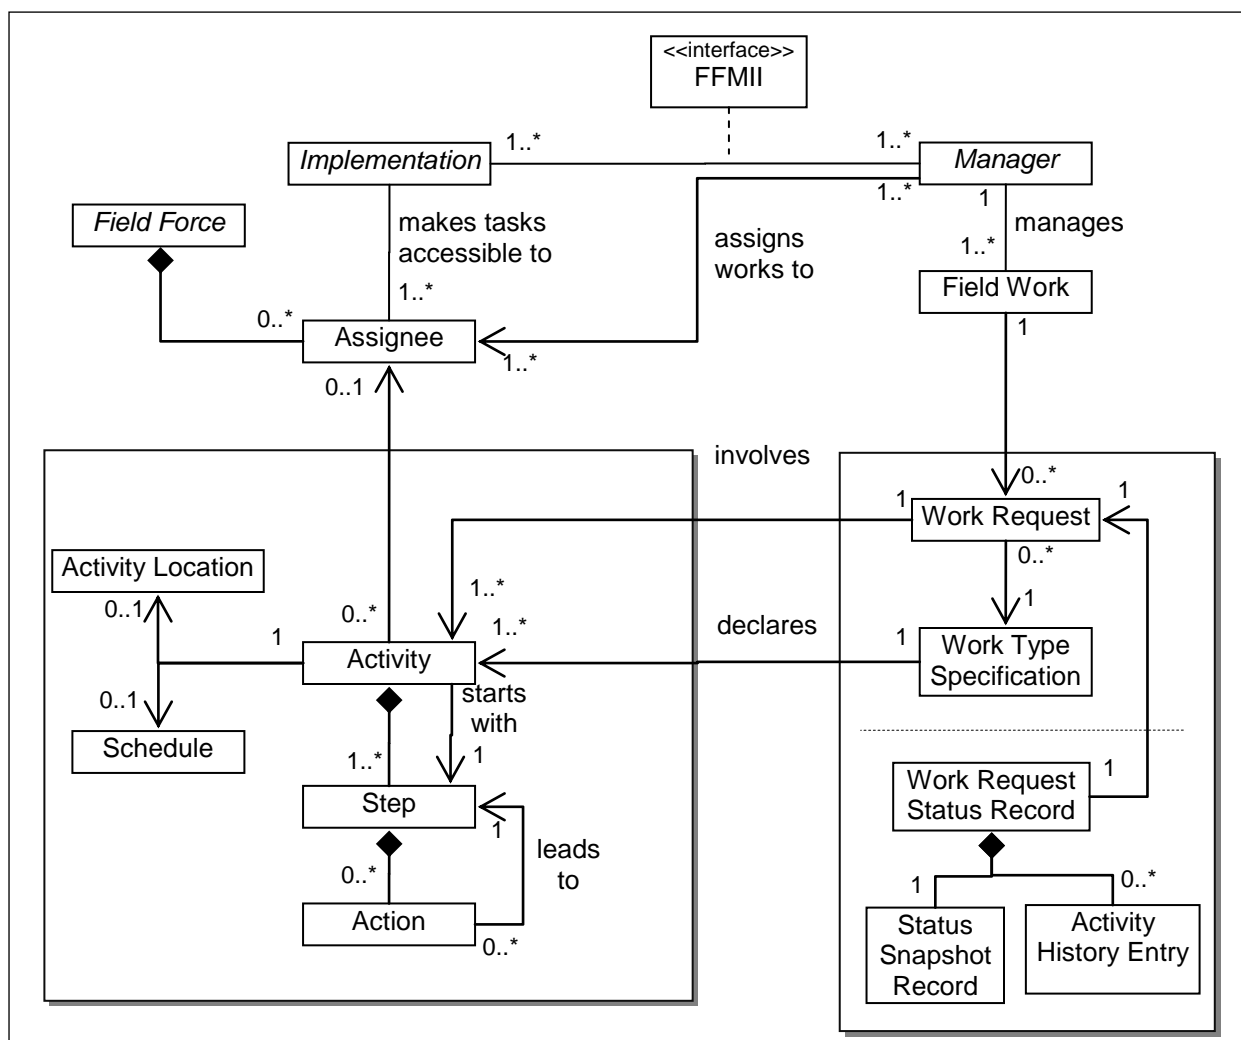 <<interface>>
FFMII
1..*
1..*
Implementation
Manager
1..*
1
Field Force
makes tasks
accessible to
assigns
works to
manages
1..*
Field Work
1..*
0..*
1
Assignee
1..*
0..1
involves
0..*
1
1
Work Request
0..*
Activity Location
0..1
1..*
0..*
1
1..*
declares
1
1
Activity
Work Type
Specification
starts
with
0..1
Schedule
1..*
1
Work Request
Status Record
1
Step
1
leads
to
0..*
1
0..*
Action
0..*
Status
Snapshot
Record
Activity
History Entry